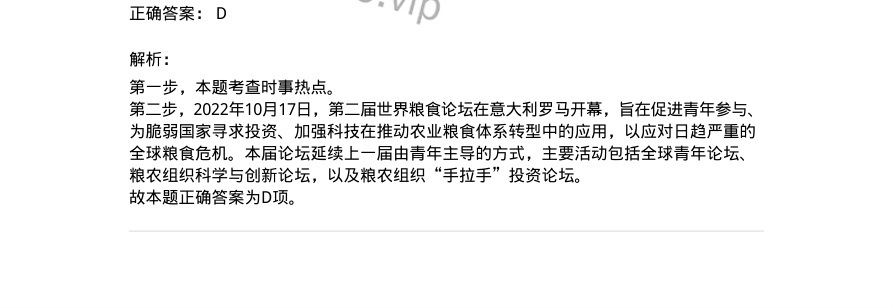 正确答案： D
.vip
解析：
第一步，本题考查时事热点。
第二步，2022年10月17日，第二届世界粮食论坛在意大利罗马开幕，旨在促进青年参与、
为脆弱国家寻求投资、加强科技在推动农业粮食体系转型中的应用，以应对日趋严重的
全球粮食危机。本届论坛延续上一届由青年主导的方式，主要活动包括全球青年论坛、
粮农组织科学与创新论坛，以及粮农组织“手拉手”投资论坛。
故本题正确答案为D项。